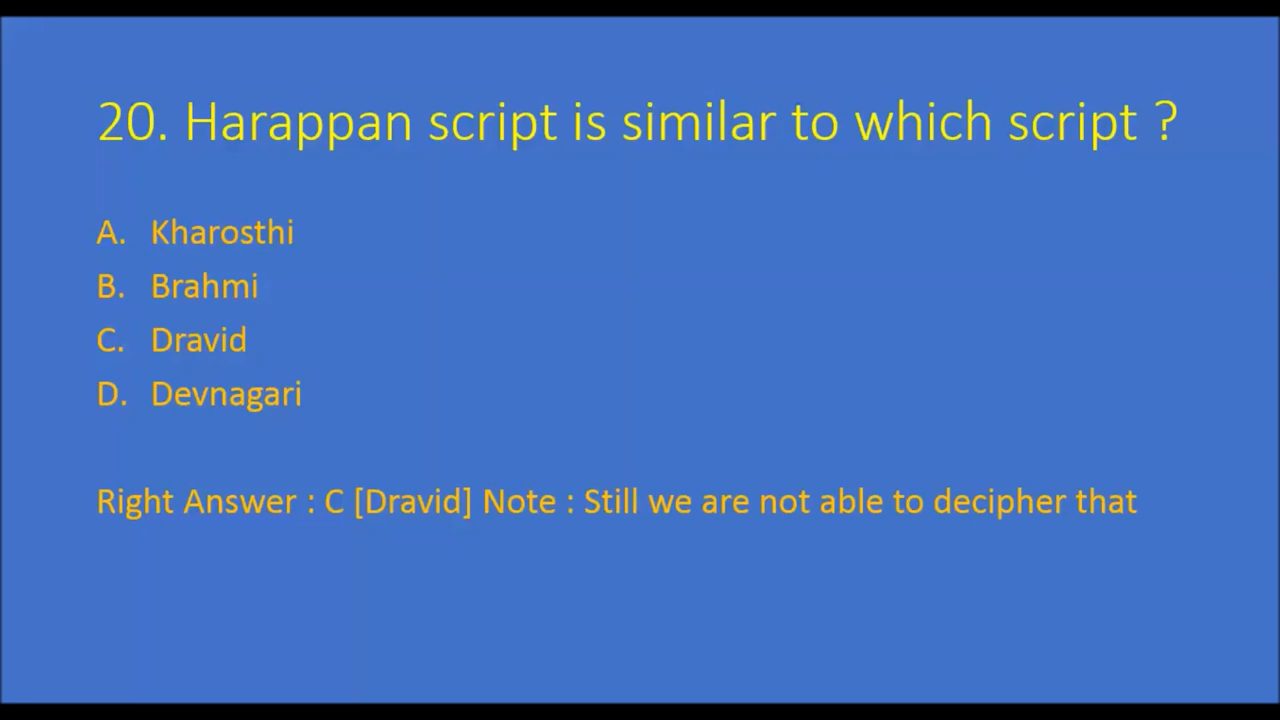 20. Harappan script is similar to which script ?
A. Kharosthi
B. Brahmi
C. Dravid
D. Devnagari
Right Answer : C [Dravid] Note : Still we are not able to decipher that